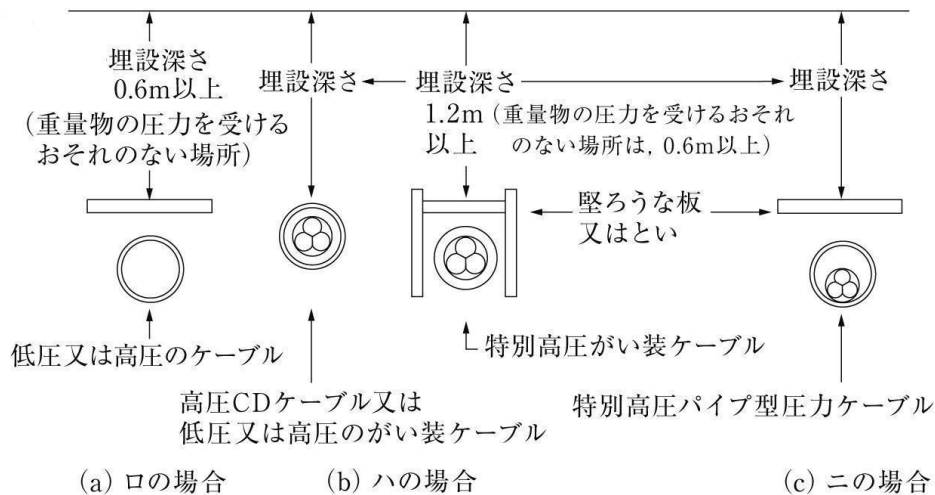 埋設深さ
0.6m以上
（重量物の圧力を受ける
おそれのない場所）
埋設深さ
埋設深さ
1.2m（重量物の圧力を受けるおそれ
以上　のない場所は，0.6m以上）
埋設深さ
堅ろうな板
又はとい
低圧又は高圧のケーブル
特別高圧がい装ケーブル
高圧CDケーブル又は
低圧又は高圧のがい装ケーブル
特別高圧パイプ型圧力ケーブル
(a) ロの場合
(b) ハの場合
(c) ニの場合